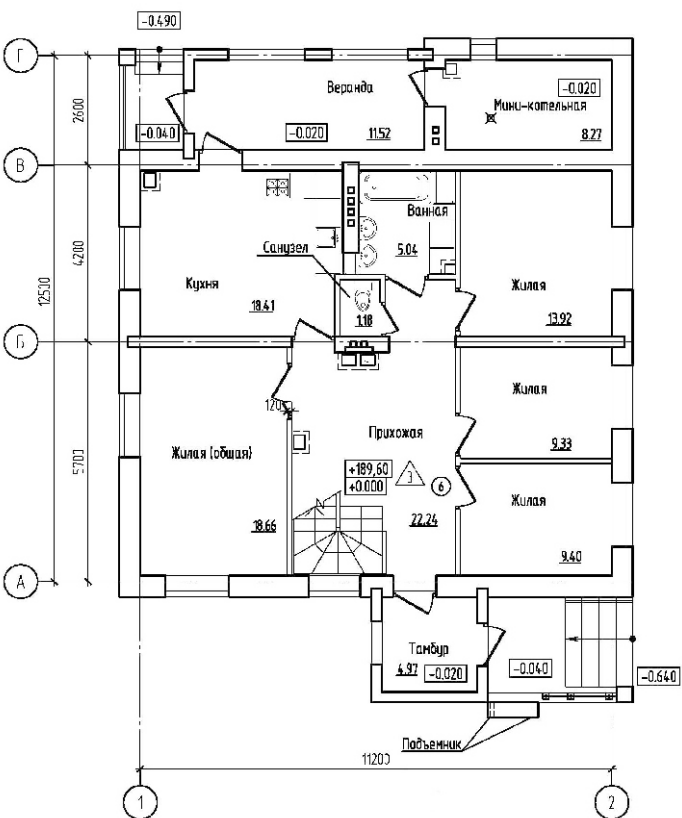 -0.490
Г
Веранда
-0.020
Мини-котельная
2600
-0.040
-0.020
11.52
8.27
В
Ванная
Санузел
5.04
4200
12500
Кухня
Жилая
18.41
1.18
13.92
Б
Жилая
120
Прихожая
9.33
Жилая (общая)
5700
+189,60
+0.000
3
6
Жилая
18.66
22.24
9.40
А
Тамбур
4.97
-0.020
-0.040
-0.640
Подъемник
11200
1
2